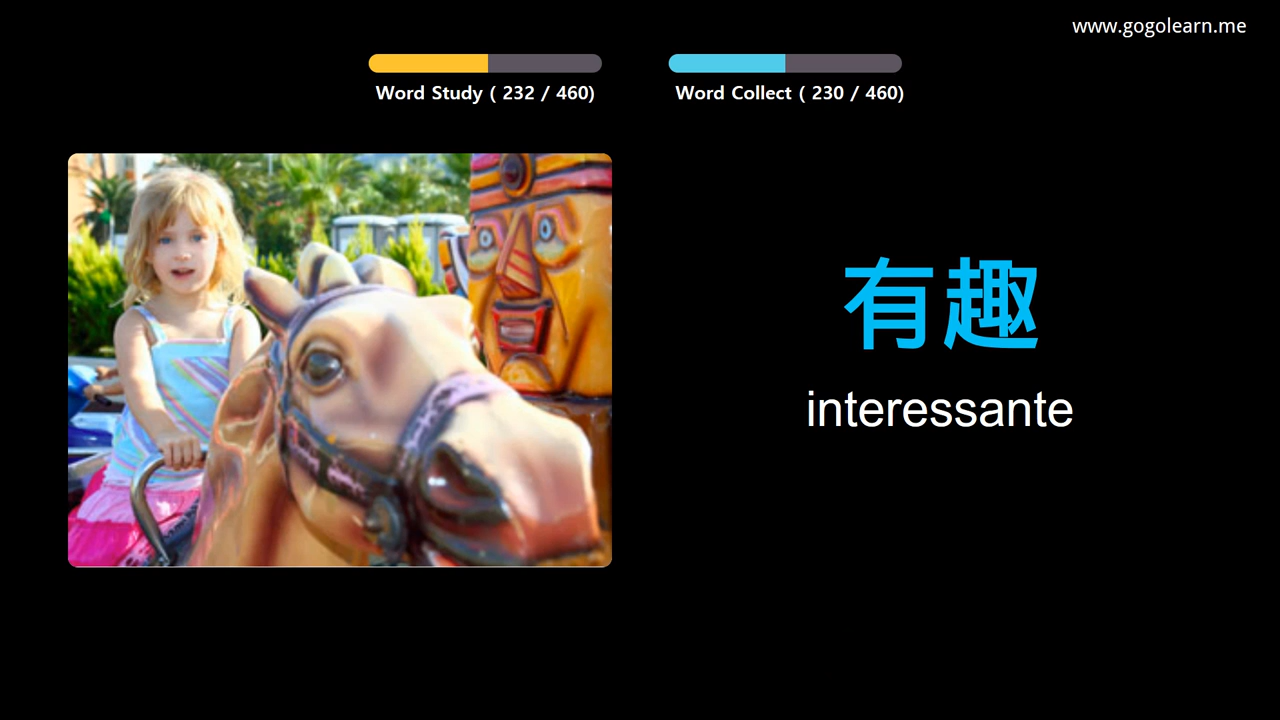 www.gogolearn.me
Word Study ( 232 / 460)
Word Collect ( 230 / 460)
有趣
interessante